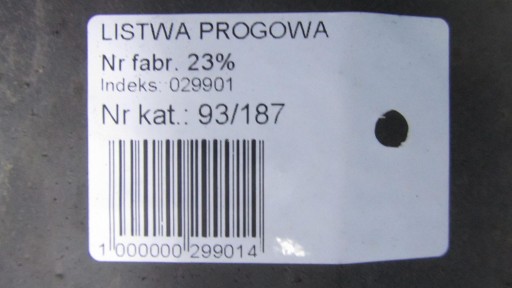 LISTWA PROGOWA
Nr fabr. 23%
Indeks: 029901
Nr kat.: 93/187
1 000000 299014